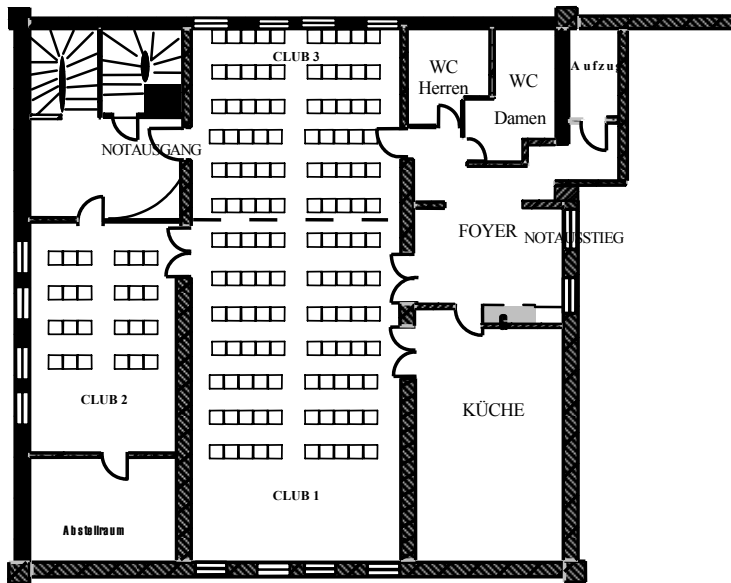 CLUB 3
WC
Herren
WC
Damen
Aufzug
NOTAUSGANG
FOYER
NOTAUSSTIEG
CLUB 2
KÜCHE
CLUB 1
Abstellraum